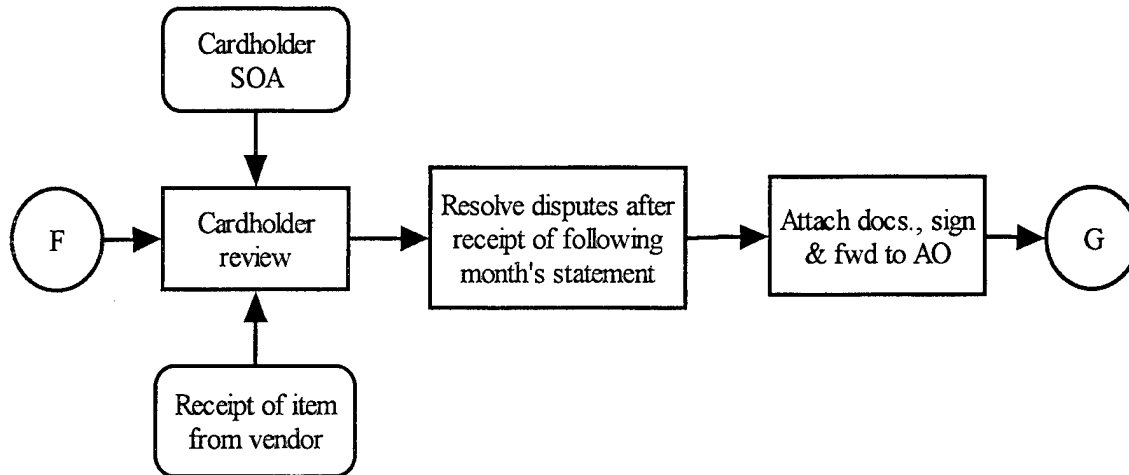 Cardholder
SOA
F
Cardholder
review
Resolve disputes after
receipt of following
month's statement
Attach docs., sign
& fwd to AO
G
Receipt of item
from vendor